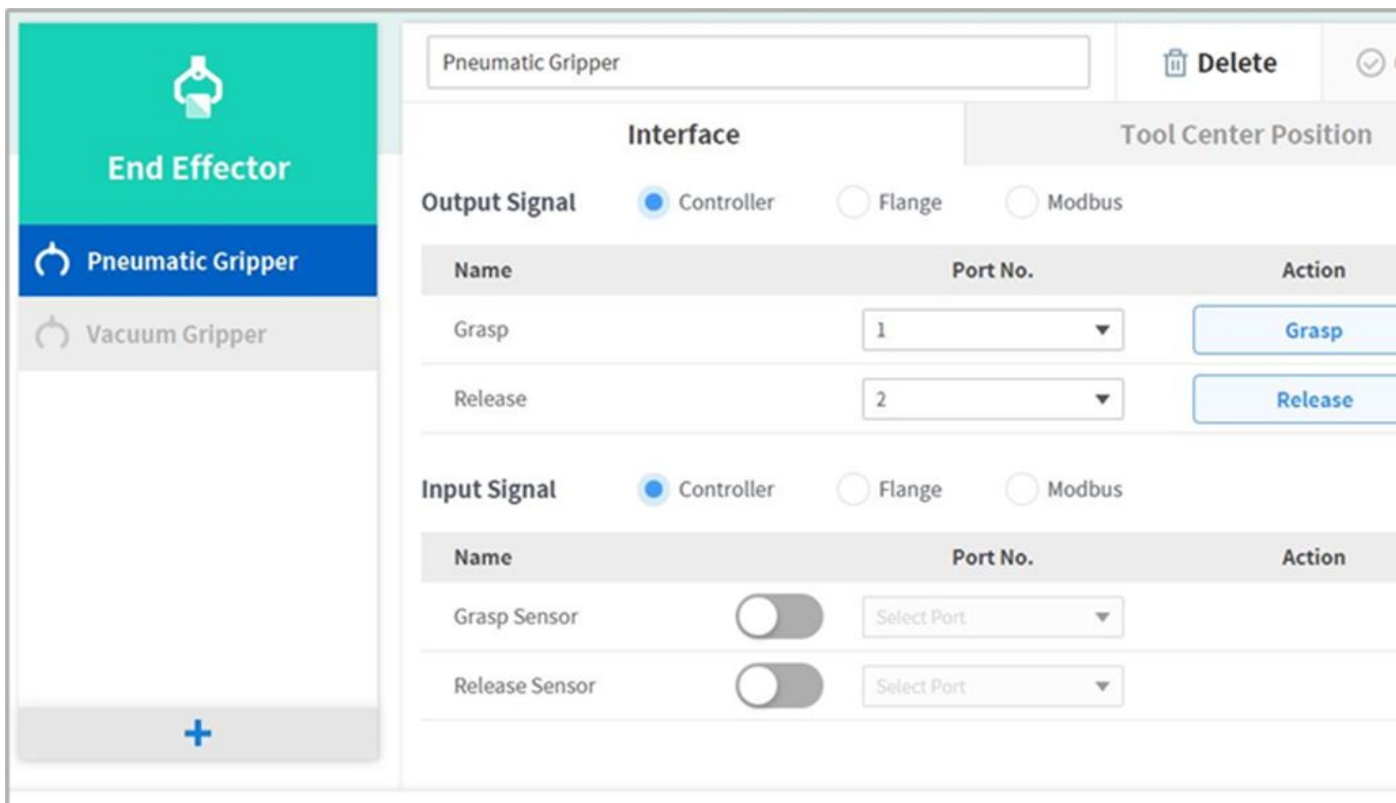 End Effector
Pneumatic Gripper
Vacuum Gripper
+
Pneumatic Gripper
Delete
Interface
Tool Center Position
Output Signal Controller Flange Modbus
Name Port No. Action
Grasp 1 Grasp
Release 2 Release
Input Signal Controller Flange Modbus
Name Port No. Action
Grasp Sensor Select Port
Release Sensor Select Port